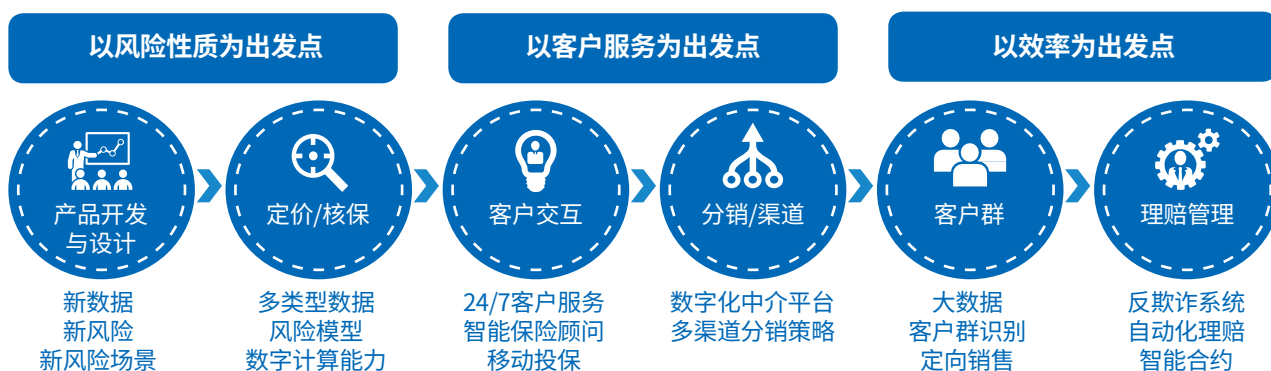 以风险性质为出发点
以客户服务为出发点
以效率为出发点
产品开发
与设计
定价/核保
客户交互
分销/渠道
客户群
理赔管理
新数据
新风险
新风险场景
多类型数据
风险模型
数字计算能力
24/7客户服务
智能保险顾问
移动投保
数字化中介平台
多渠道分销策略
大数据
客户群识别
定向销售
反欺诈系统
自动化理赔
智能合约